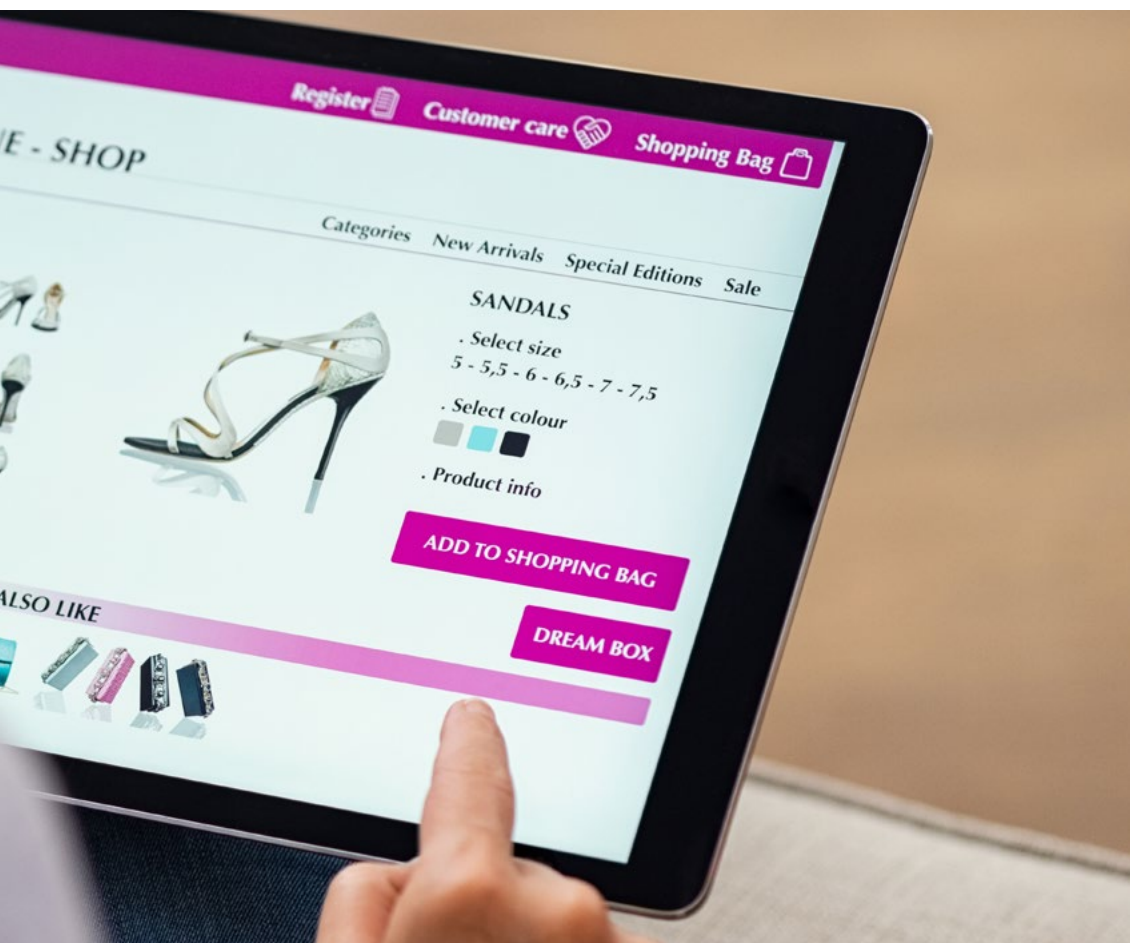 Register
Customer care
Shopping Bag
E - SHOP
Categories
New Arrivals
Special Editions
Sale
SANDALS
. Select size
5 - 5,5 - 6 - 6,5 - 7 - 7,5
. Select colour
. Product info
ADD TO SHOPPING BAG
DREAM BOX
ALSO LIKE